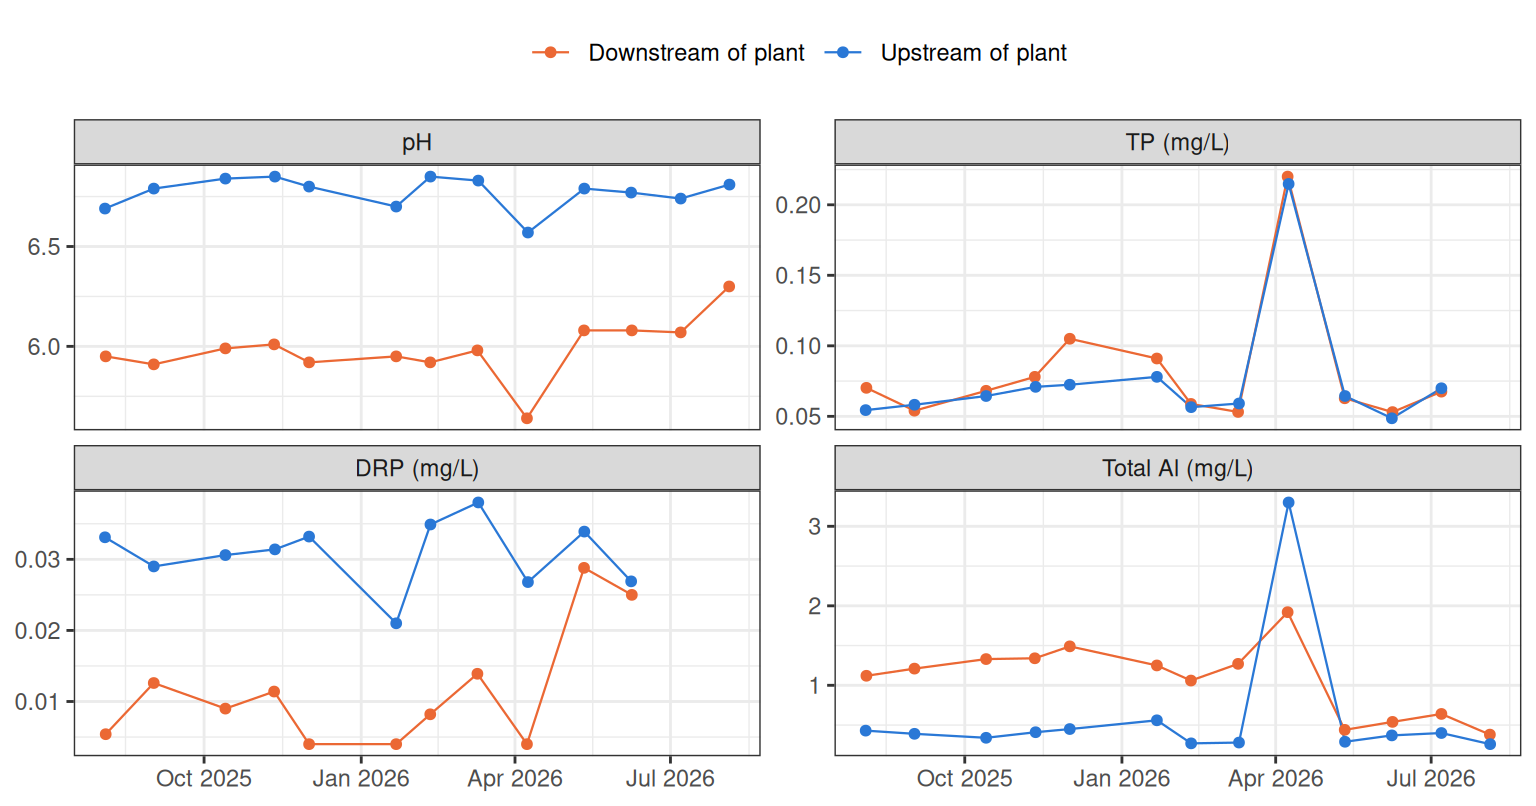 Downstream of plant Upstream of plant
pH
TP (mg/L)
6.5
6.0
0.20
0.15
0.10
0.05
DRP (mg/L)
Total Al (mg/L)
0.03
0.02
0.01
3
2
1
Oct 2025 Jan 2026 Apr 2026 Jul 2026
Oct 2025 Jan 2026 Apr 2026 Jul 2026